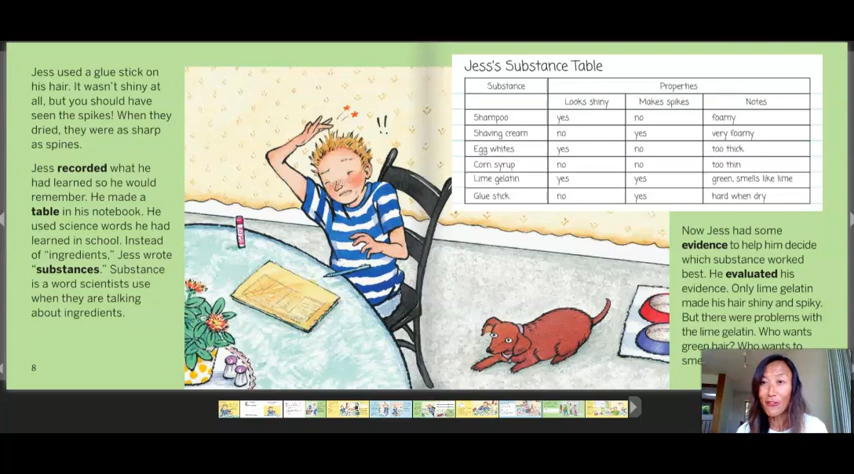 Jess used a glue stick on
his hair. It wasn't shiny at
all, but you should have
seen the spikes! When they
dried, they were as sharp
as spines.
Jess recorded what he
had learned so he would
remember. He made a
table in his notebook. He
used science words he had
learned in school. Instead
of "ingredients," Jess wrote
"substances." Substance
is a word scientists use
when they are talking
about ingredients.
8
!!
Jess's Substance Table
Substance Properties
Looks shiny Makes spikes Notes
Shampoo yes no foamy
Shaving cream no yes very foamy
Egg whites yes no too thick
Corn syrup no no too thin
Lime gelatin yes yes green, smells like lime
Glue stick no yes hard when dry
Now Jess had some
evidence to help him decide
which substance worked
best. He evaluated his
evidence. Only lime gelatin
made his hair shiny and spiky.
But there were problems with
the lime gelatin. Who wants
green hair? Who wants to